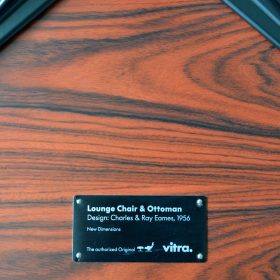 Lounge Chair & Ottoman
Design: Charles & Ray Eames, 1956
New Dimensions
The authorized Original vitra.